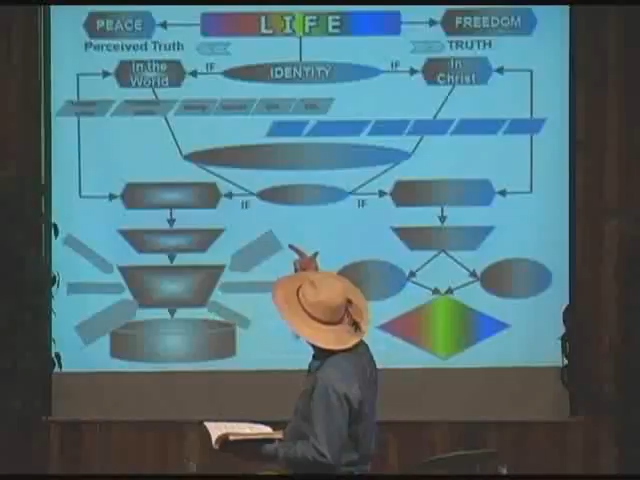 PEACE
LIFE
FREEDOM
Perceived Truth
TRUTH
In the
World
IF
IDENTITY
IF
In
Christ
IF
IF